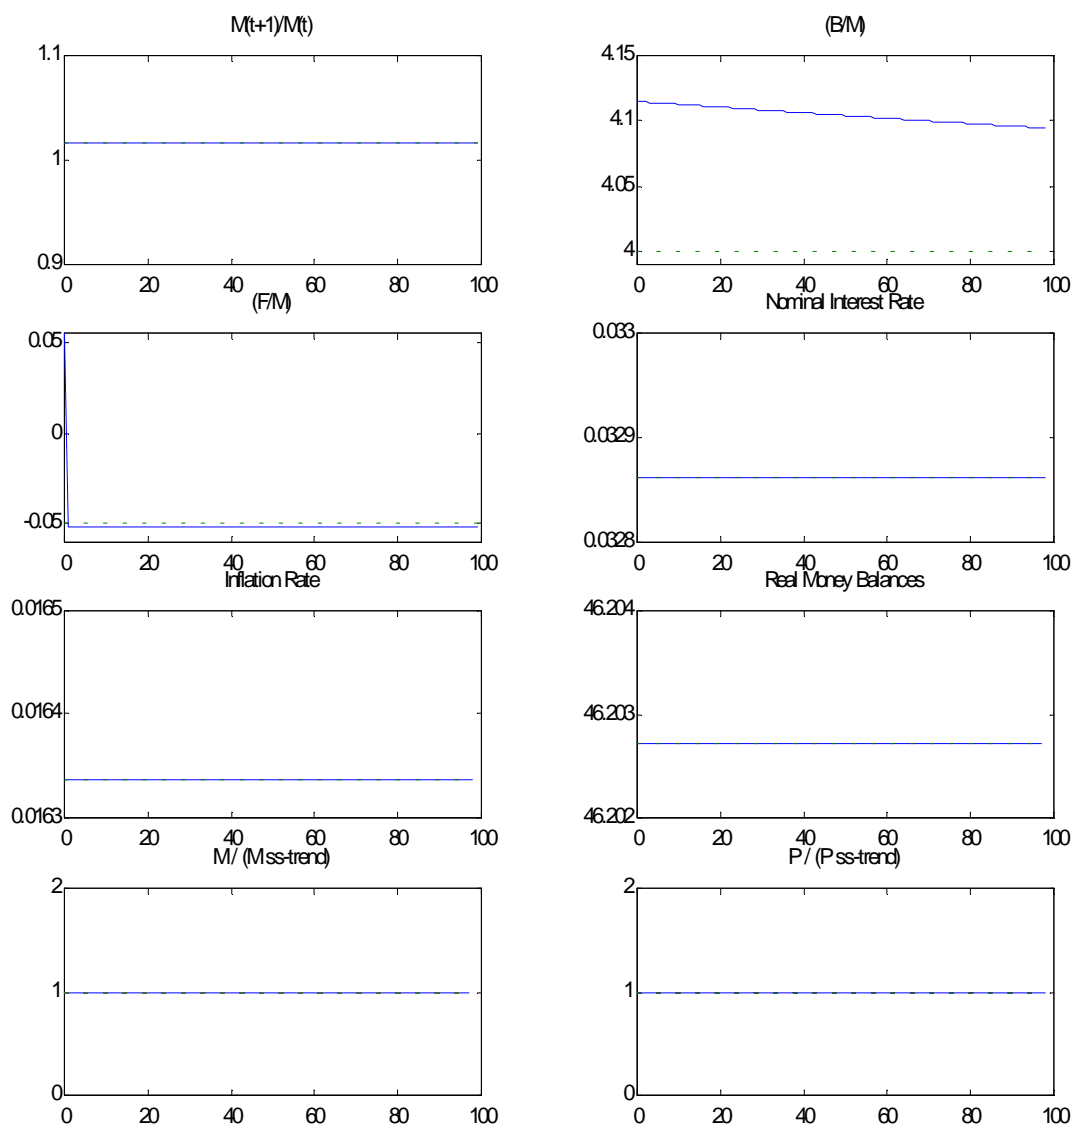 M(t+1)/M(t)
1.1
1
0.9
0 20 40 60 80 100
(B/M)
4.15
4.1
4.05
4
0 20 40 60 80 100
(F/M)
0.05
0
-0.05
0 20 40 60 80 100
Nominal Interest Rate
0.033
0.0329
0.0328
0 20 40 60 80 100
Inflation Rate
0.0165
0.0164
0.0163
0 20 40 60 80 100
Real Money Balances
46.204
46.203
46.202
0 20 40 60 80 100
M / (M ss-trend)
2
1
0
0 20 40 60 80 100
P / (P ss-trend)
2
1
0
0 20 40 60 80 100